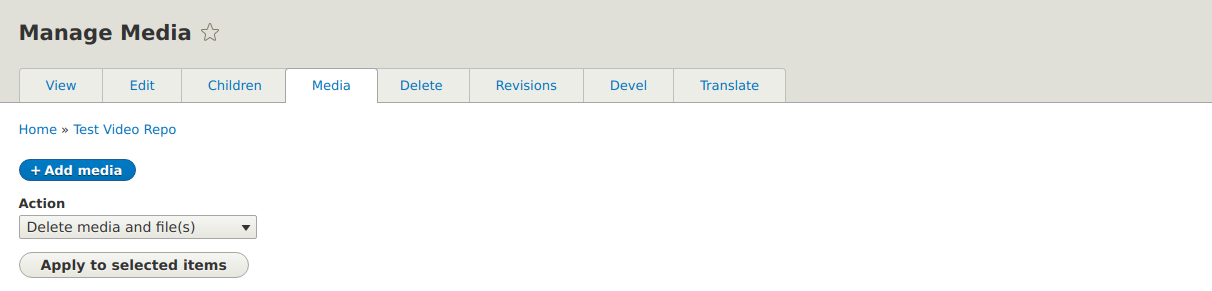 Manage Media
View Edit Children Media Delete Revisions Devel Translate
Home » Test Video Repo
+ Add media
Action
Delete media and file(s)
Apply to selected items